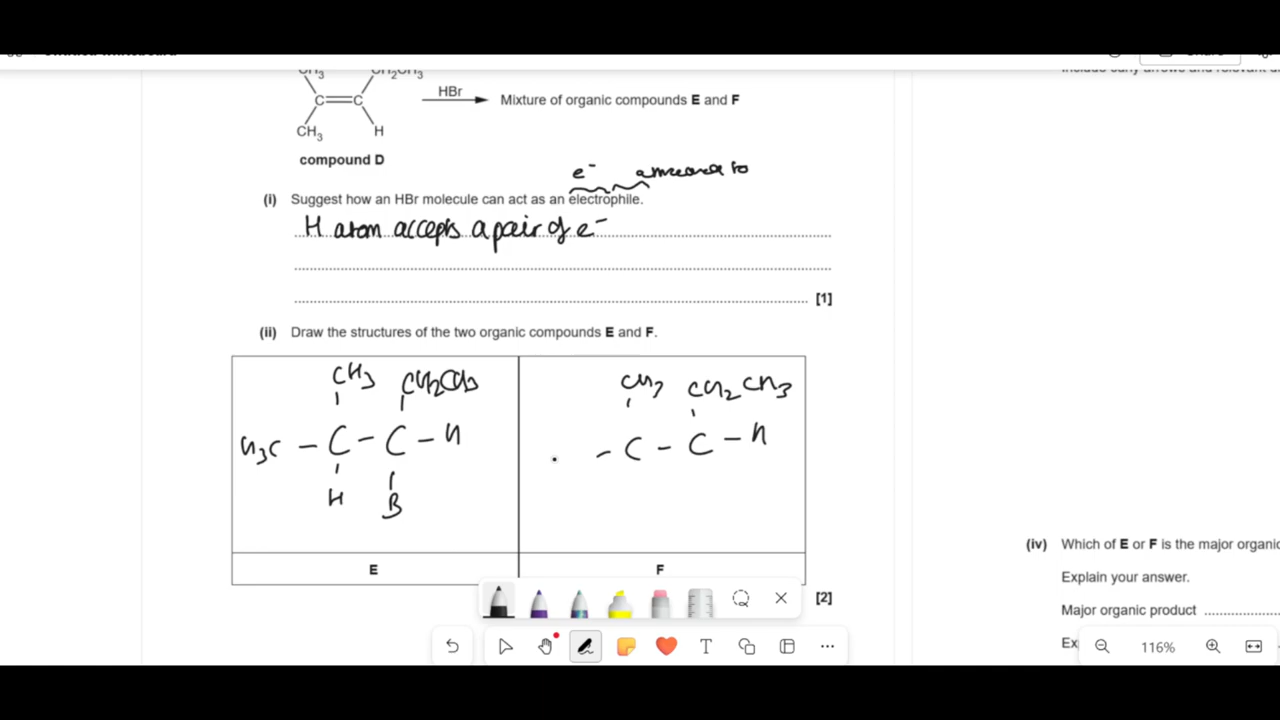 CH₃ CH₂CH₃
C C HBr Mixture of organic compounds E and F
CH₃ H
compound D
e⁻ to
(i) Suggest how an HBr molecule can act as an electrophile.
H atom accepts a pair of e⁻
[1]
(ii) Draw the structures of the two organic compounds E and F.
CH₃ CH₂CH₃
H₃C - C - C - H
H B
CH₃ CH₂CH₃
- C - C - H
E F
[2]
(iv) Which of E or F is the major organic
Explain your answer.
Major organic product
Ex
116%